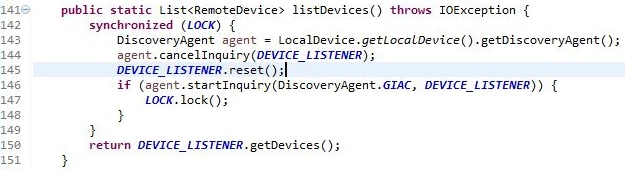 141 public static List<RemoteDevice> listDevices() throws IOException {
142 synchronized (LOCK) {
143 DiscoveryAgent agent = LocalDevice.getLocalDevice().getDiscoveryAgent();
144 agent.cancelInquiry(DEVICE_LISTENER);
145 DEVICE_LISTENER.reset();
146 if (agent.startInquiry(DiscoveryAgent.GIAC, DEVICE_LISTENER)) {
147 LOCK.lock();
148 }
149 }
150 return DEVICE_LISTENER.getDevices();
151 }